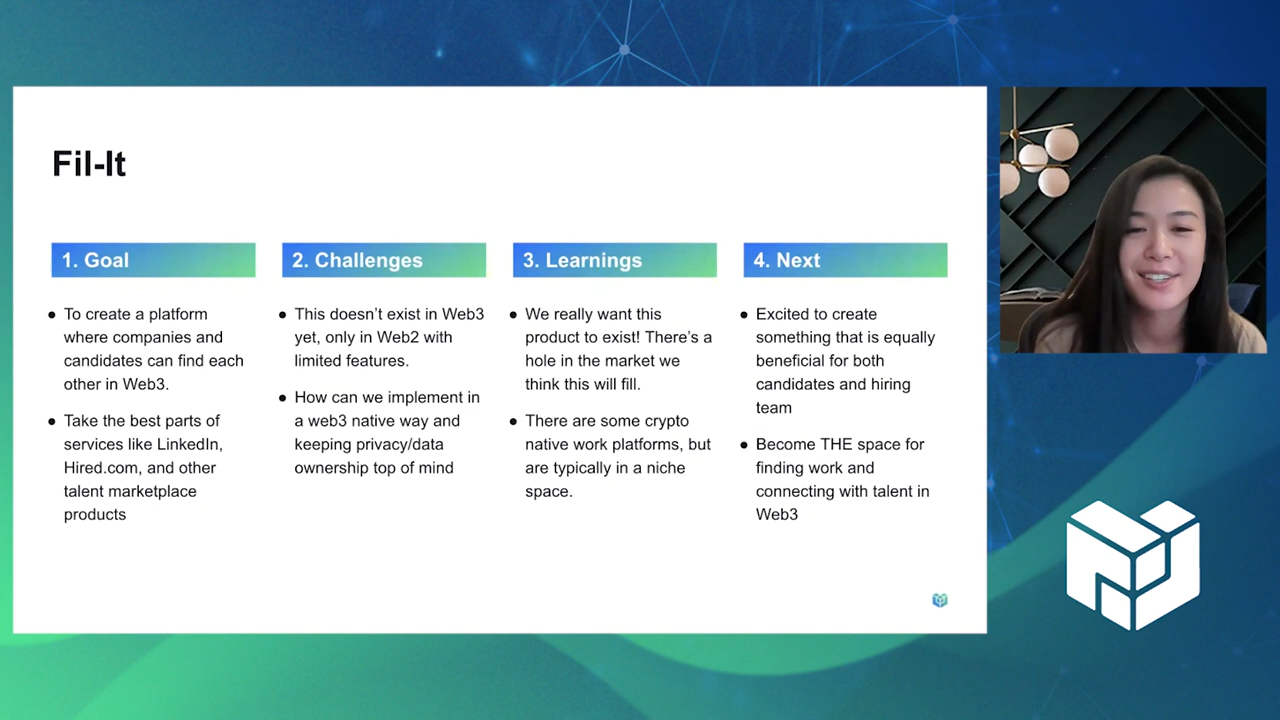 Fil-It
1. Goal
● To create a platform
where companies and
candidates can find each
other in Web3.
● Take the best parts of
services like LinkedIn,
Hired.com, and other
talent marketplace
products
2. Challenges
● This doesn’t exist in Web3
yet, only in Web2 with
limited features.
● How can we implement in
a web3 native way and
keeping privacy/data
ownership top of mind
3. Learnings
● We really want this
product to exist! There’s a
hole in the market we
think this will fill.
● There are some crypto
native work platforms, but
are typically in a niche
space.
4. Next
● Excited to create
something that is equally
beneficial for both
candidates and hiring
team
● Become THE space for
finding work and
connecting with talent in
Web3